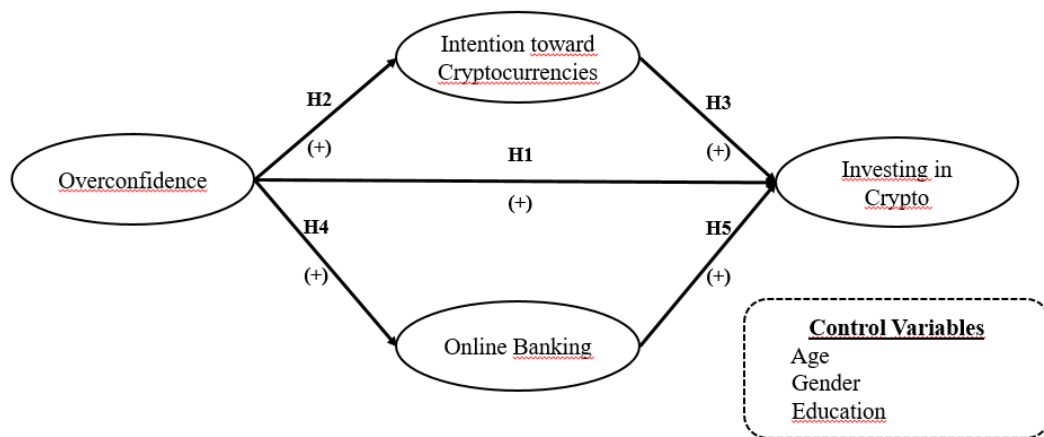 Intention toward
Cryptocurrencies
H2
H3
(+)
(+)
H1
Overconfidence
Investing in
Crypto
(+)
H4
H5
(+)
(+)
Online Banking
Control Variables
Age
Gender
Education